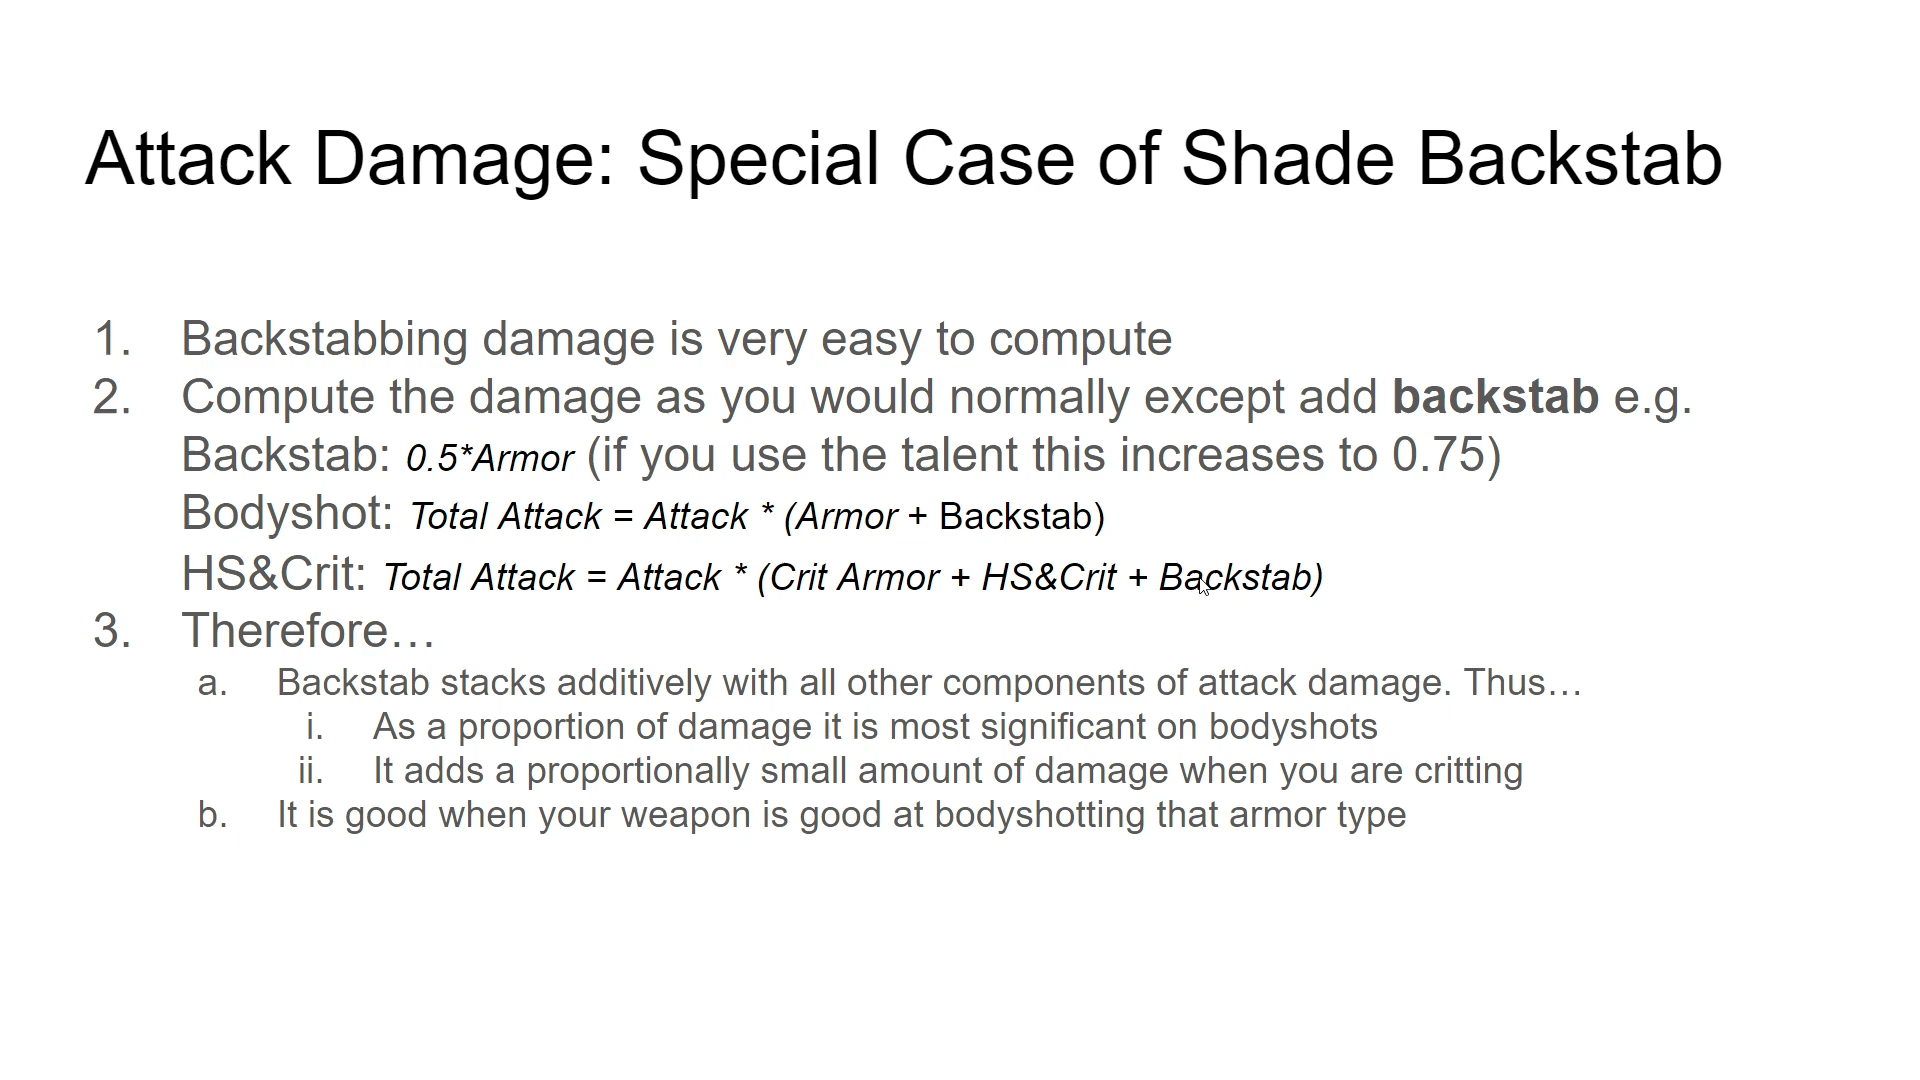 Attack Damage: Special Case of Shade Backstab
1. Backstabbing damage is very easy to compute
2. Compute the damage as you would normally except add backstab e.g.
Backstab: 0.5*Armor (if you use the talent this increases to 0.75)
Bodyshot: Total Attack = Attack * (Armor + Backstab)
HS&Crit: Total Attack = Attack * (Crit Armor + HS&Crit + Backstab)
3. Therefore…
a. Backstab stacks additively with all other components of attack damage. Thus…
i. As a proportion of damage it is most significant on bodyshots
ii. It adds a proportionally small amount of damage when you are critting
b. It is good when your weapon is good at bodyshotting that armor type